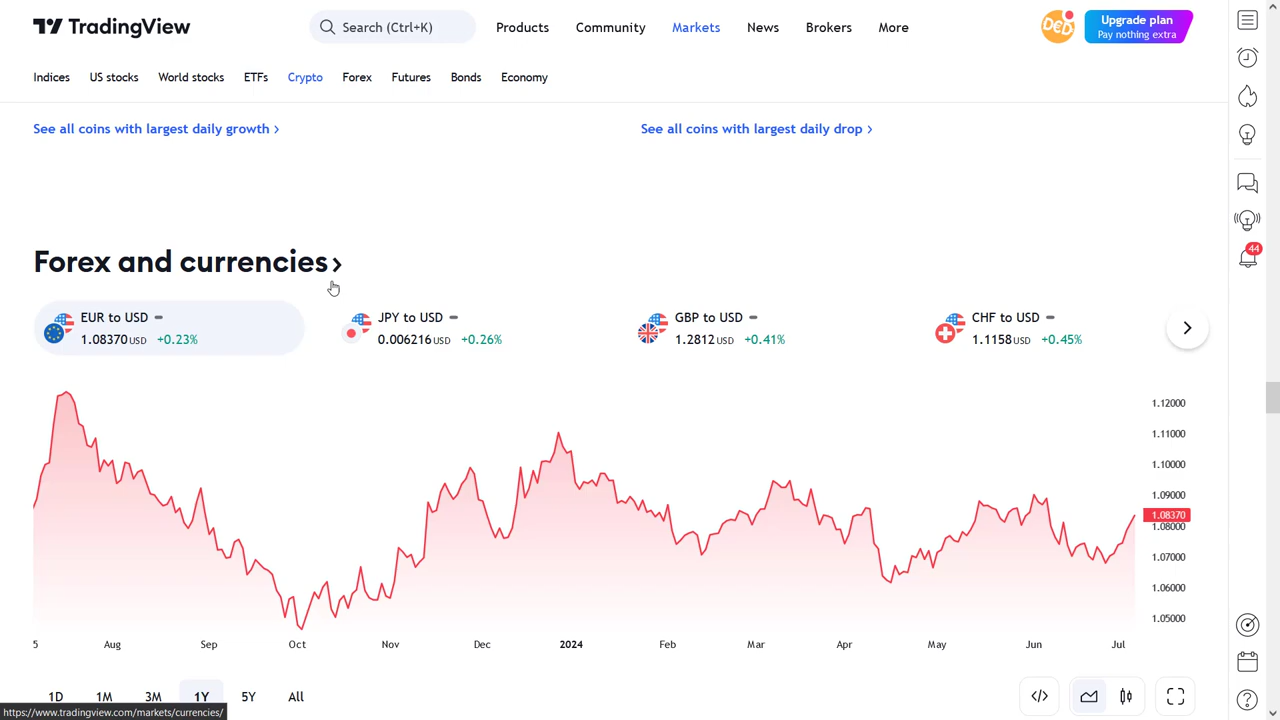 TradingView
Search (Ctrl+K)
Products
Community
Markets
News
Brokers
More
DeD
Upgrade plan
Pay nothing extra
Indices
US stocks
World stocks
ETFs
Crypto
Forex
Futures
Bonds
Economy
See all coins with largest daily growth
See all coins with largest daily drop
44
Forex and currencies
EUR to USD
1.08370 USD +0.23%
JPY to USD
0.006216 USD +0.26%
GBP to USD
1.2812 USD +0.41%
CHF to USD
1.1158 USD +0.45%
1.12000
1.11000
1.10000
1.09000
1.08370
1.08000
1.07000
1.06000
1.05000
5 Aug Sep Oct Nov Dec 2024 Feb Mar Apr May Jun Jul
1D 1M 3M 1Y 5Y All
https://www.tradingview.com/markets/currencies/